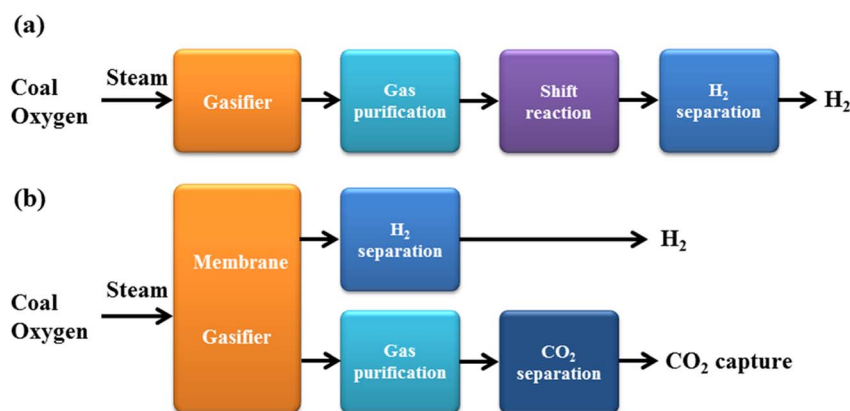 (a)
Steam
Coal
Oxygen
Gasifier
Gas
purification
Shift
reaction
H₂
separation
H₂
(b)
Steam
Coal
Oxygen
Membrane
Gasifier
H₂
separation
H₂
Gas
purification
CO₂
separation
CO₂ capture